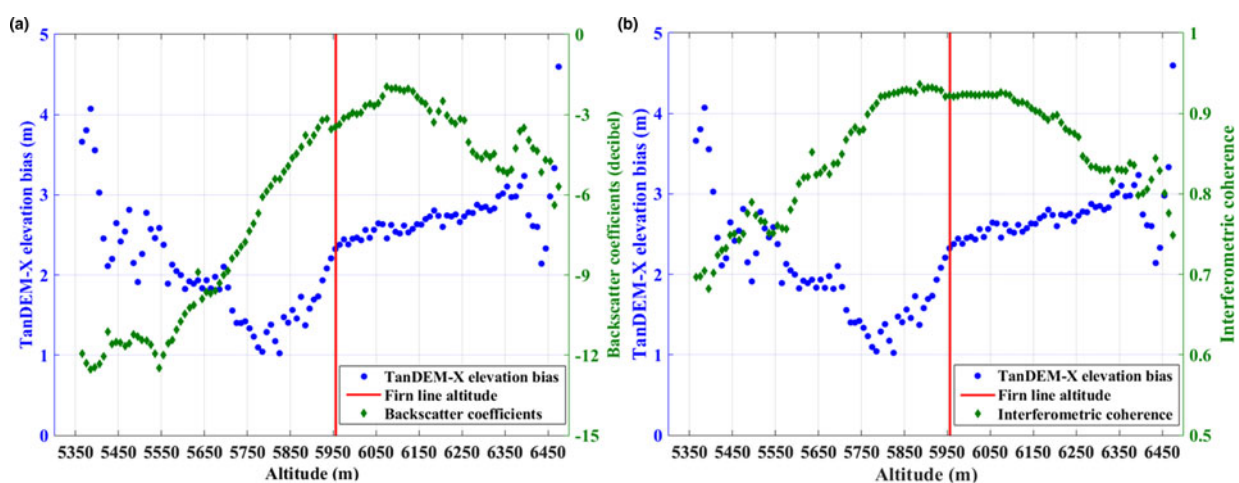 (a)
5
4
3
2
1
0
TanDEM-X elevation bias (m)
0
-3
-6
-9
-12
-15
Backscatter coefficients (decibel)
TanDEM-X elevation bias
Firn line altitude
Backscatter coefficients
5350 5450 5550 5650 5750 5850 5950 6050 6150 6250 6350 6450
Altitude (m)
(b)
5
4
3
2
1
0
TanDEM-X elevation bias (m)
1
0.9
0.8
0.7
0.6
0.5
Interferometric coherence
TanDEM-X elevation bias
Firn line altitude
Interferometric coherence
5350 5450 5550 5650 5750 5850 5950 6050 6150 6250 6350 6450
Altitude (m)